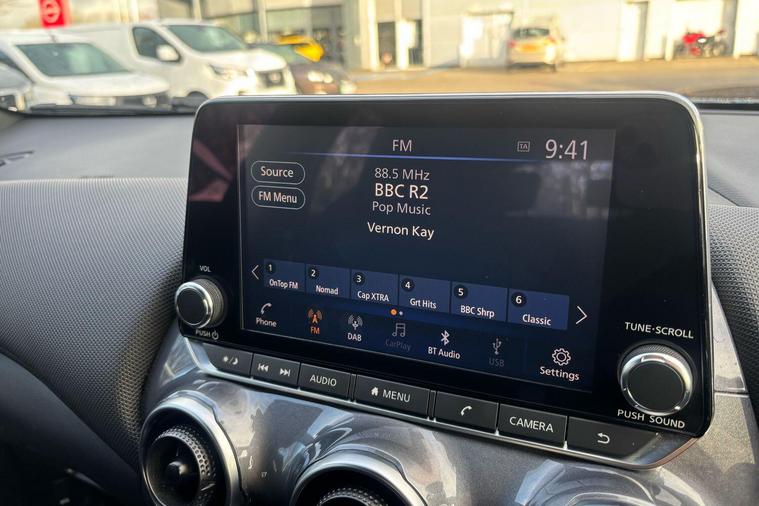 FM
TA
9:41
Source
FM Menu
88.5 MHz
BBC R2
Pop Music
Vernon Kay
1 OnTop FM
2 Nomad
3 Cap XTRA
4 Grt Hits
5 BBC Shrp
6 Classic
Phone
FM
DAB
CarPlay
BT Audio
USB
Settings
VOL
PUSH
TUNE·SCROLL
PUSH SOUND
AUDIO
MENU
CAMERA